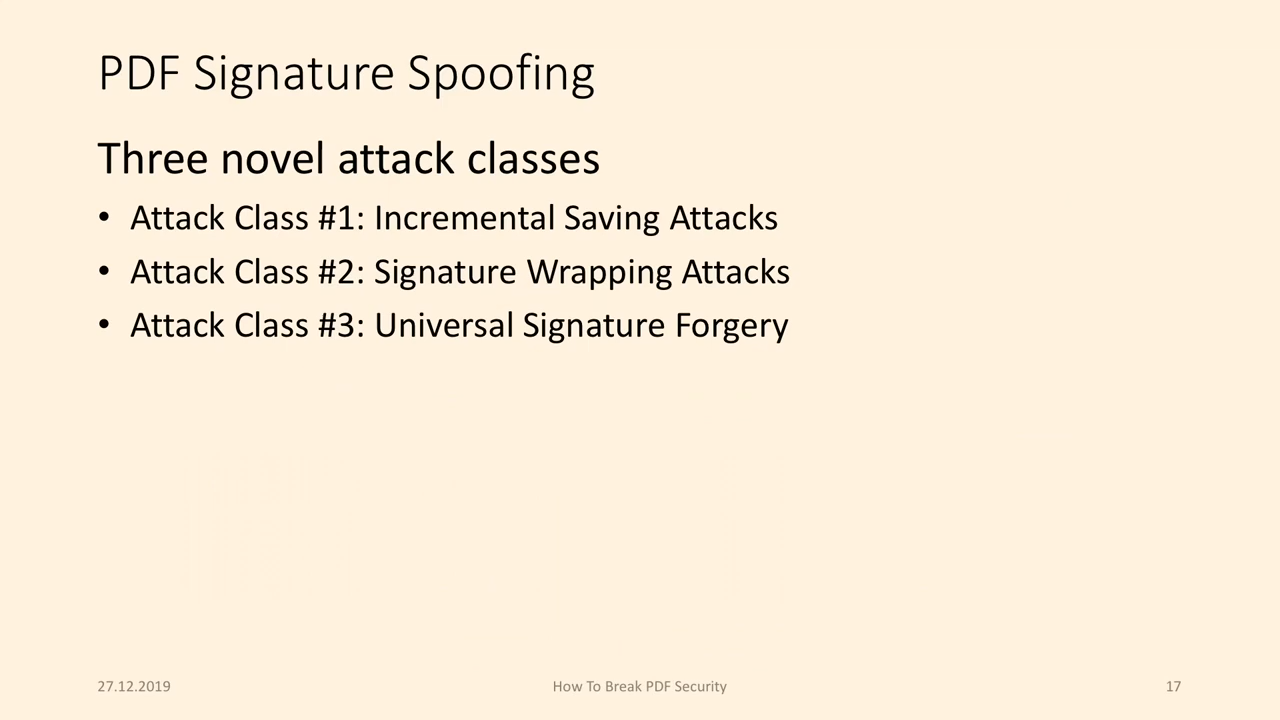 PDF Signature Spoofing
Three novel attack classes
• Attack Class #1: Incremental Saving Attacks
• Attack Class #2: Signature Wrapping Attacks
• Attack Class #3: Universal Signature Forgery
27.12.2019
How To Break PDF Security
17